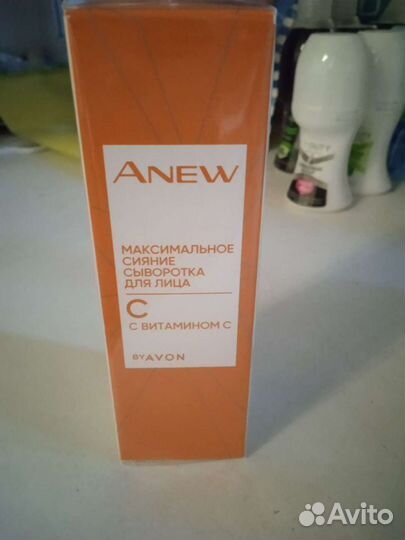 ANEW
МАКСИМАЛЬНОЕ
СИЯНИЕ
СЫВОРОТКА
ДЛЯ ЛИЦА
C
С ВИТАМИНОМ С
BY AVON
Avito